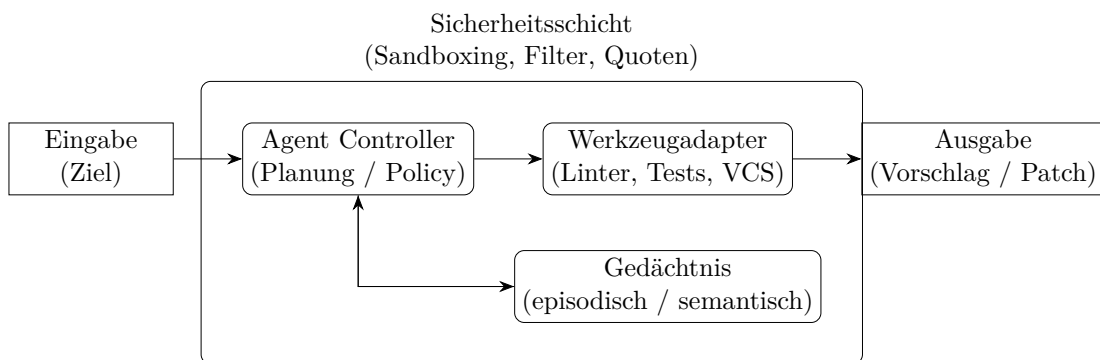 Sicherheitsschicht
(Sandboxing, Filter, Quoten)
Eingabe
(Ziel)
Agent Controller
(Planung / Policy)
Werkzeugadapter
(Linter, Tests, VCS)
Ausgabe
(Vorschlag / Patch)
Gedächtnis
(episodisch / semantisch)